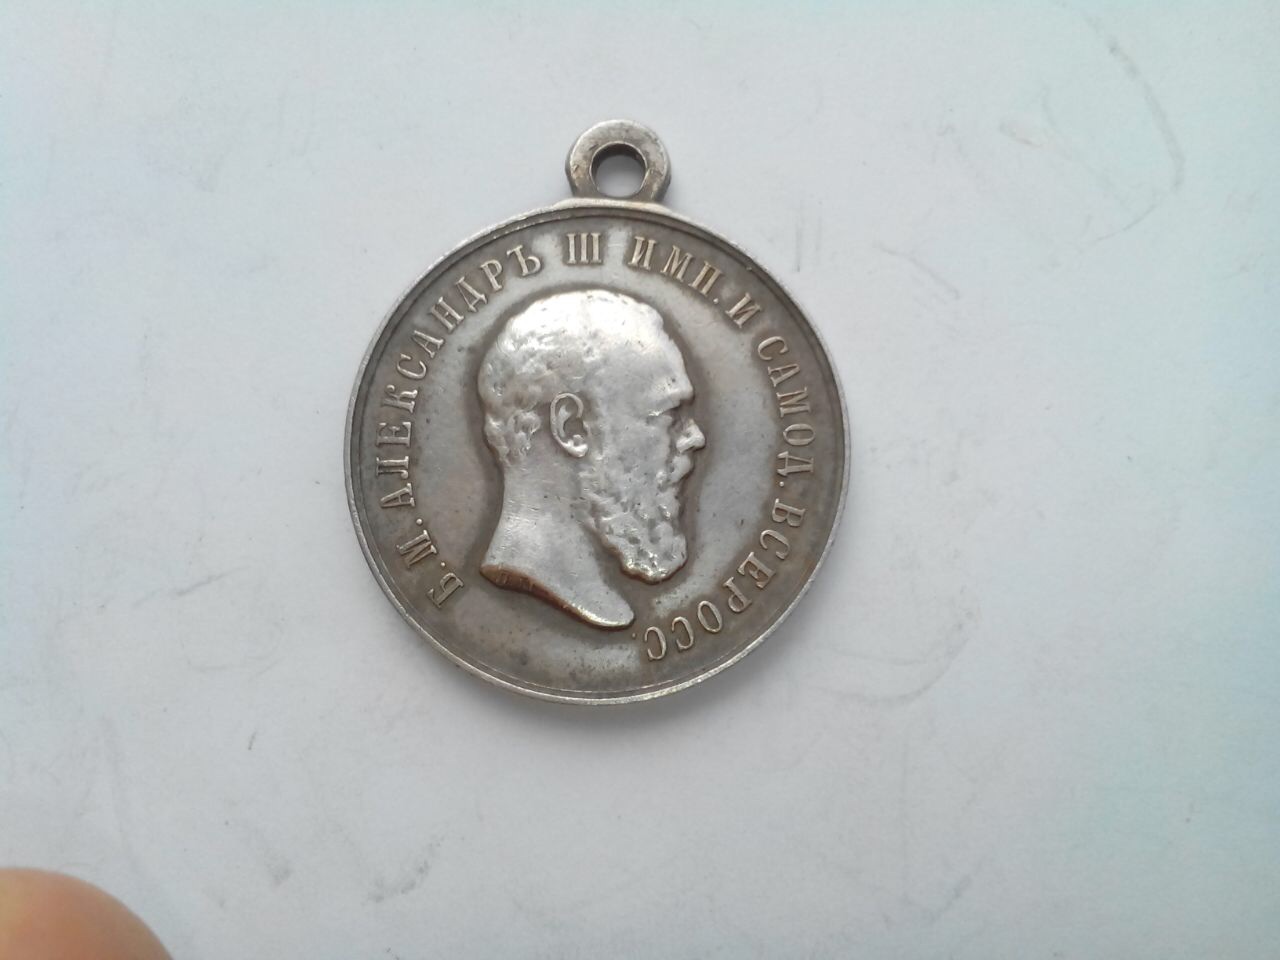 Б. М. АЛЕКСАНДРЪ III ИМП. И САМОД. ВСЕРОСС.